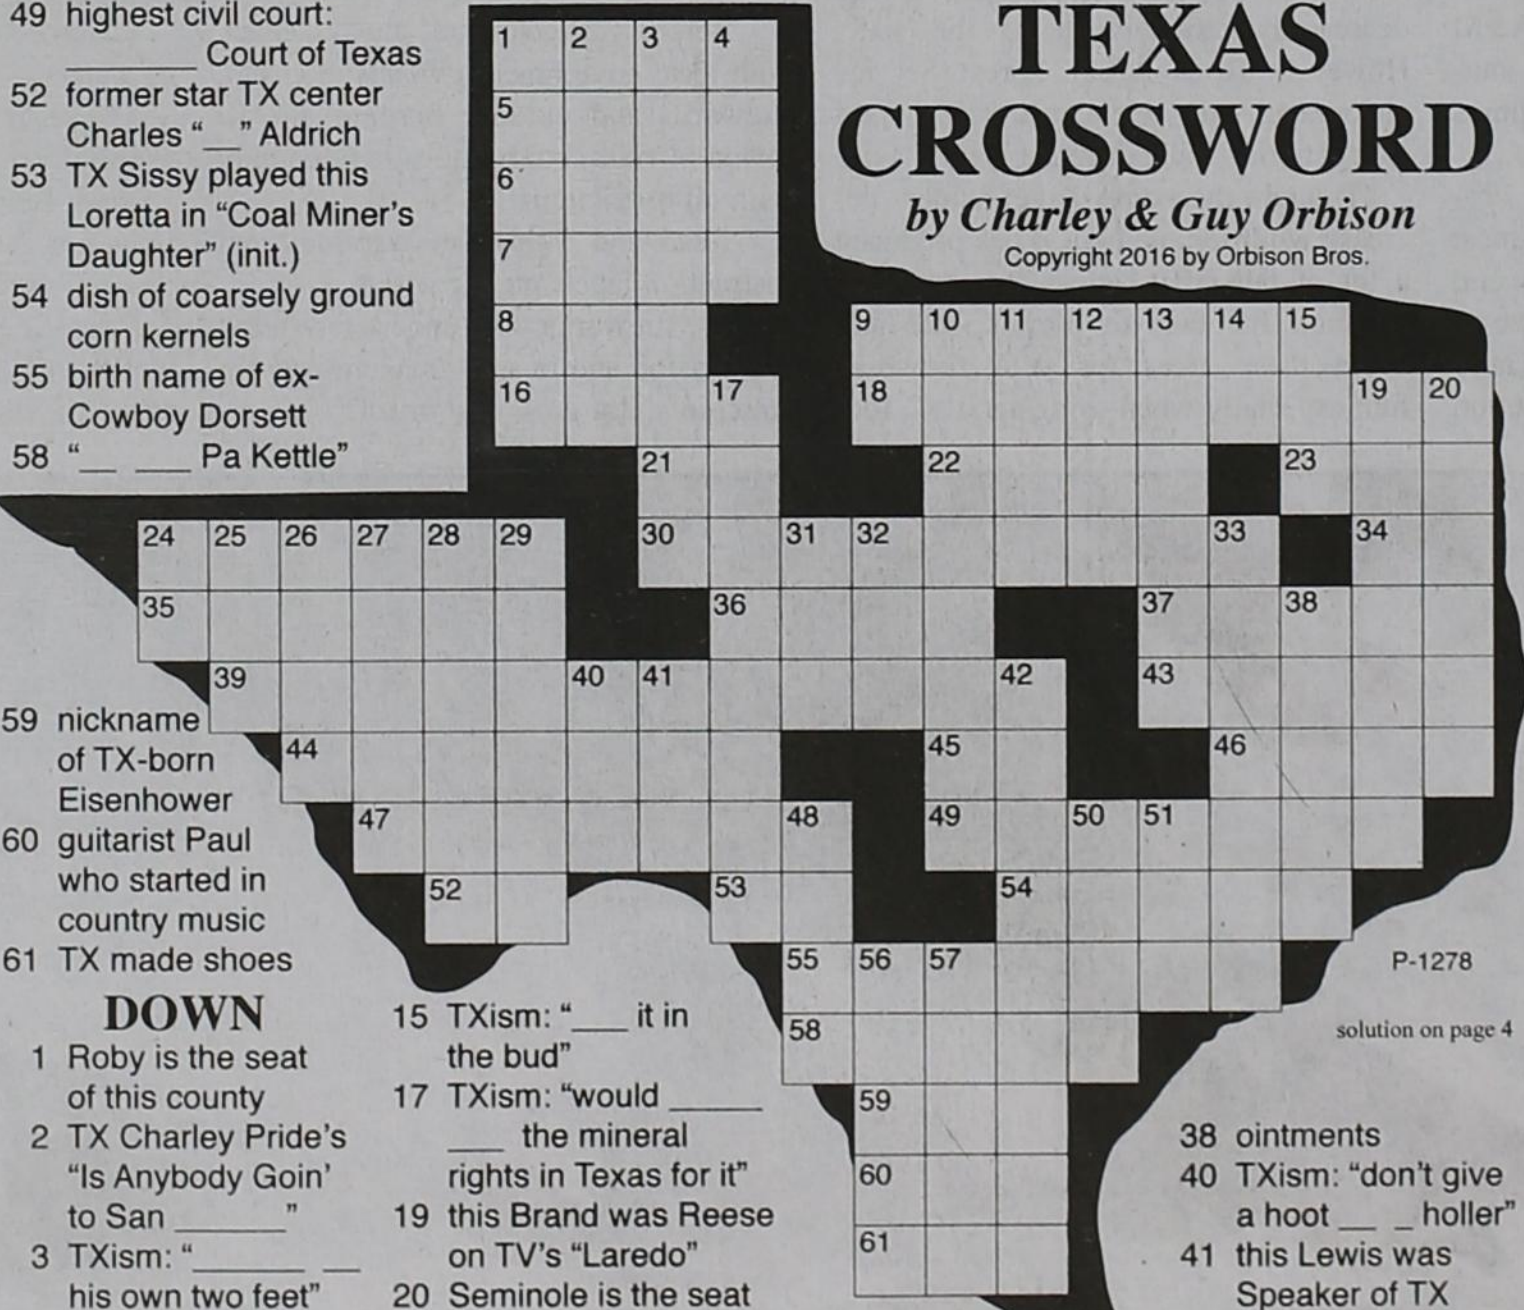 49 highest civil court:
_______ Court of Texas
52 former star TX center
Charles “__” Aldrich
53 TX Sissy played this
Loretta in “Coal Miner’s
Daughter” (init.)
54 dish of coarsely ground
corn kernels
55 birth name of ex-
Cowboy Dorsett
58 “__ ___ Pa Kettle”
59 nickname
of TX-born
Eisenhower
60 guitarist Paul
who started in
country music
61 TX made shoes
TEXAS
CROSSWORD
by Charley & Guy Orbison
Copyright 2016 by Orbison Bros.
1 2 3 4
5
6
7
8 9 10 11 12 13 14 15
16 17 18 19 20
21 22 23
24 25 26 27 28 29 30 31 32 33 34
35 36 37 38
39 40 41 42 43
44 45 46
47 48 49 50 51
52 53 54
55 56 57
58
59
60
61
P-1278
solution on page 4
DOWN
1 Roby is the seat
of this county
2 TX Charley Pride’s
“Is Anybody Goin’
to San ______”
3 TXism: “______ __
his own two feet”
15 TXism: “___ it in
the bud”
17 TXism: “would _____
___ the mineral
rights in Texas for it”
19 this Brand was Reese
on TV’s “Laredo”
20 Seminole is the seat
38 ointments
40 TXism: “don’t give
a hoot __ _ holler”
41 this Lewis was
Speaker of TX